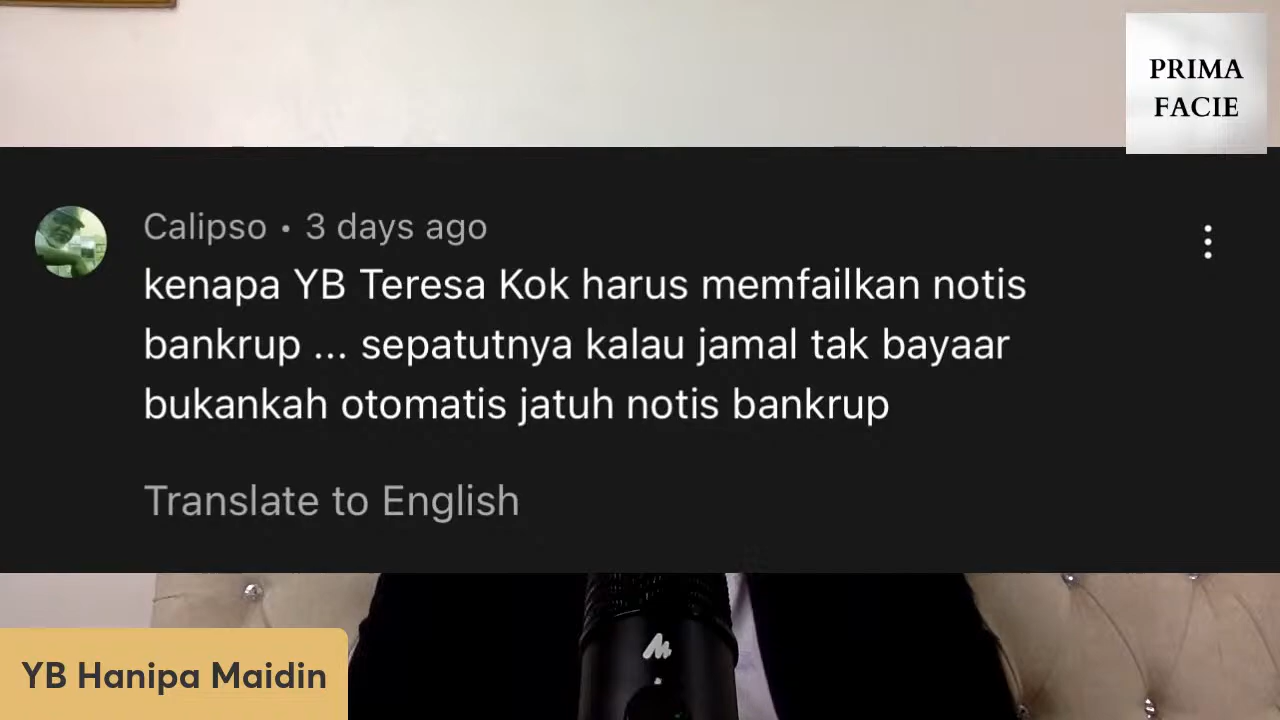 PRIMA
FACIE
Calipso • 3 days ago
kenapa YB Teresa Kok harus memfailkan notis
bankrup ... sepatutnya kalau jamal tak bayaar
bukankah otomatis jatuh notis bankrup
Translate to English
YB Hanipa Maidin